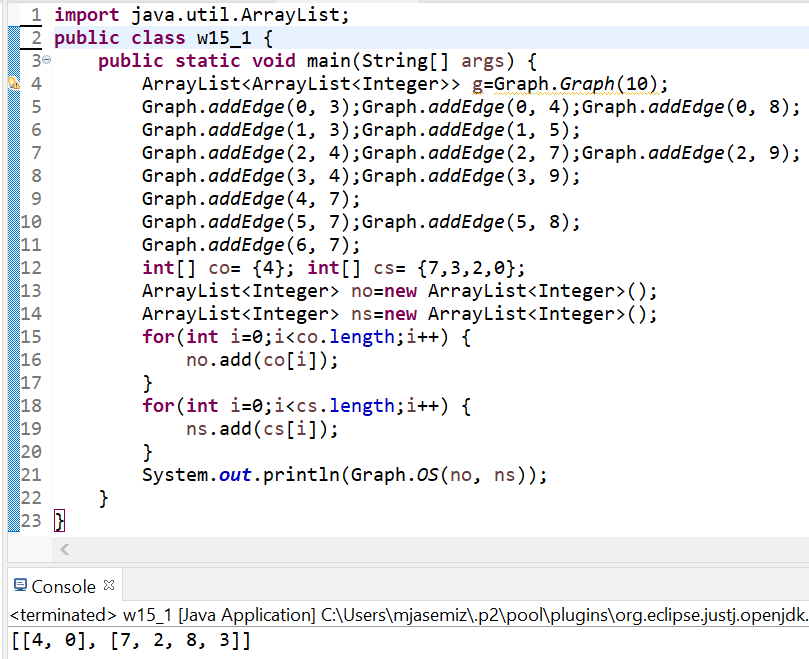 1 import java.util.ArrayList;
2 public class w15_1 {
3 public static void main(String[] args) {
4 ArrayList<ArrayList<Integer>> g=Graph.Graph(10);
5 Graph.addEdge(0, 3);Graph.addEdge(0, 4);Graph.addEdge(0, 8);
6 Graph.addEdge(1, 3);Graph.addEdge(1, 5);
7 Graph.addEdge(2, 4);Graph.addEdge(2, 7);Graph.addEdge(2, 9);
8 Graph.addEdge(3, 4);Graph.addEdge(3, 9);
9 Graph.addEdge(4, 7);
10 Graph.addEdge(5, 7);Graph.addEdge(5, 8);
11 Graph.addEdge(6, 7);
12 int[] co= {4}; int[] cs= {7,3,2,0};
13 ArrayList<Integer> no=new ArrayList<Integer>();
14 ArrayList<Integer> ns=new ArrayList<Integer>();
15 for(int i=0;i<co.length;i++) {
16 no.add(co[i]);
17 }
18 for(int i=0;i<cs.length;i++) {
19 ns.add(cs[i]);
20 }
21 System.out.println(Graph.OS(no, ns));
22 }
23 }
Console
<terminated> w15_1 [Java Application] C:\Users\mjasemiz\.p2\pool\plugins\org.eclipse.justj.openjdk.
[[4, 0], [7, 2, 8, 3]]